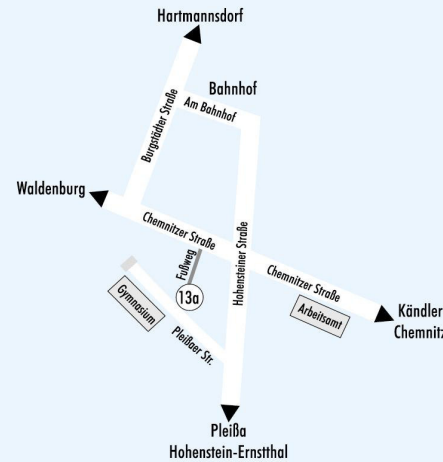 Hartmannsdorf
Bahnhof
Am Bahnhof
Burgstädter Straße
Waldenburg
Chemnitzer Straße
Fußweg
Hohensteiner Straße
Chemnitzer Straße
13a
Gymnasium
Arbeitsamt
Kändler
Chemnitz
Pleißaer Str.
Pleißa
Hohenstein-Ernstthal